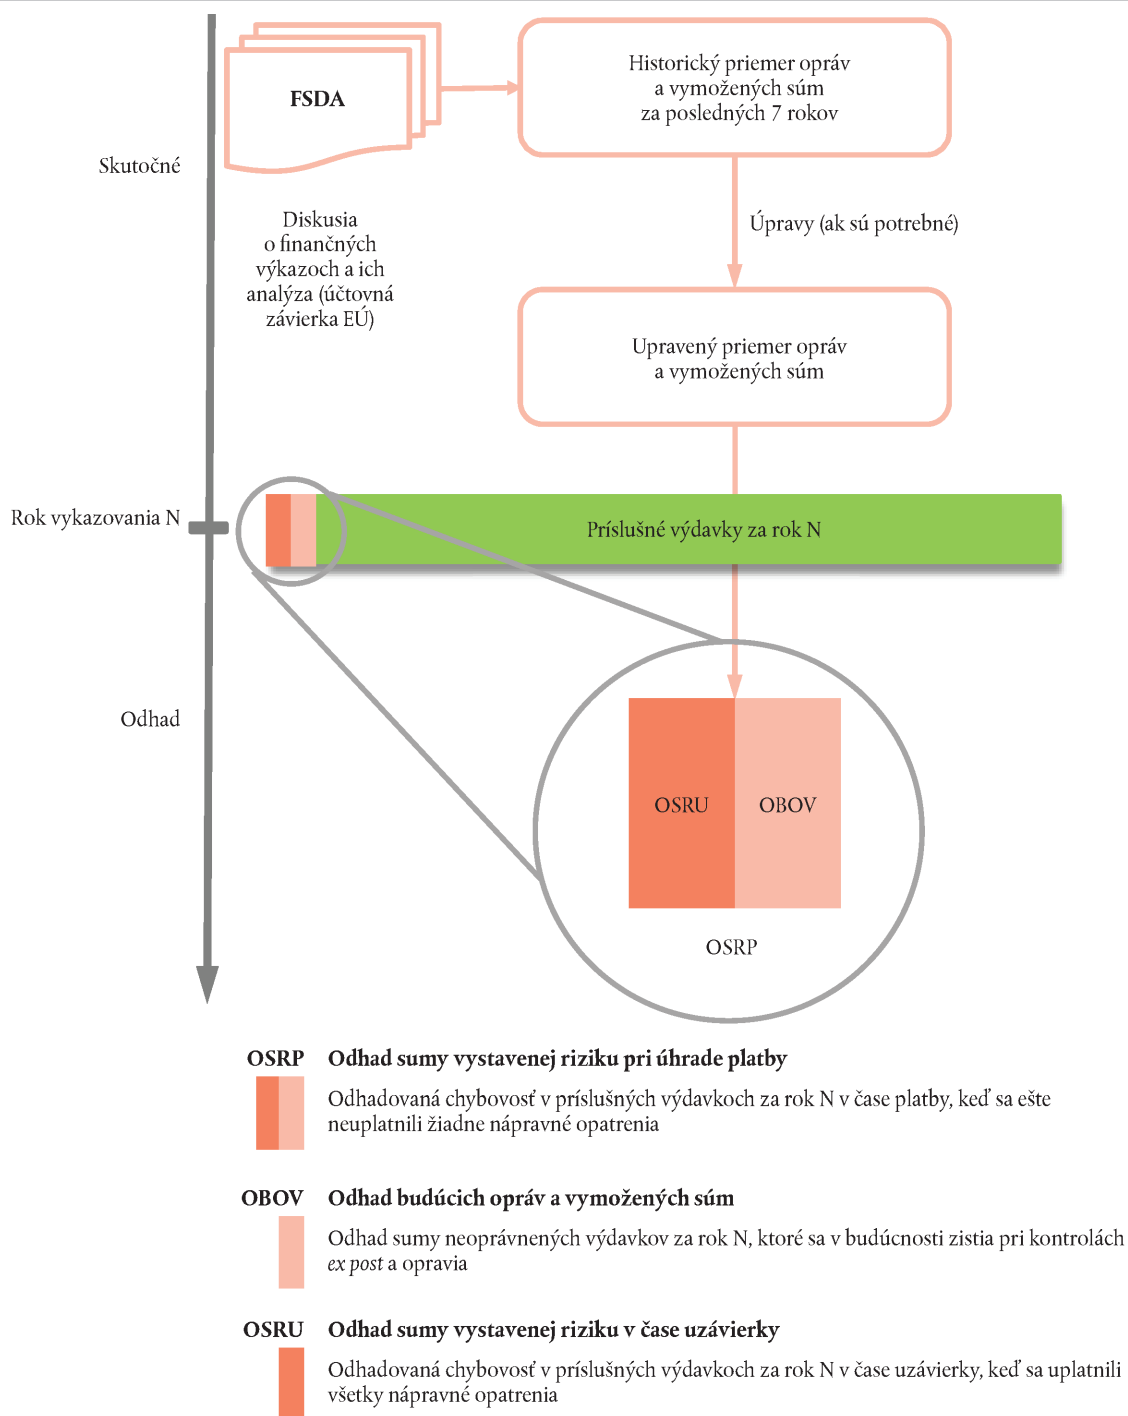 FSDA
Historický priemer opráv
a vymožených súm
za posledných 7 rokov
Skutočné
Diskusia
o finančných
výkazoch a ich
analýza (účtovná
závierka EÚ)
Úpravy (ak sú potrebné)
Upravený priemer opráv
a vymožených súm
Rok vykazovania N
Príslušné výdavky za rok N
Odhad
OSRU
OBOV
OSRP
OSRP Odhad sumy vystavenej riziku pri úhrade platby
Odhadovaná chybovosť v príslušných výdavkoch za rok N v čase platby, keď sa ešte
neuplatnili žiadne nápravné opatrenia
OBOV Odhad budúcich opráv a vymožených súm
Odhad sumy neoprávnených výdavkov za rok N, ktoré sa v budúcnosti zistia pri kontrolách
ex post a opravia
OSRU Odhad sumy vystavenej riziku v čase uzávierky
Odhadovaná chybovosť v príslušných výdavkoch za rok N v čase uzávierky, keď sa uplatnili
všetky nápravné opatrenia